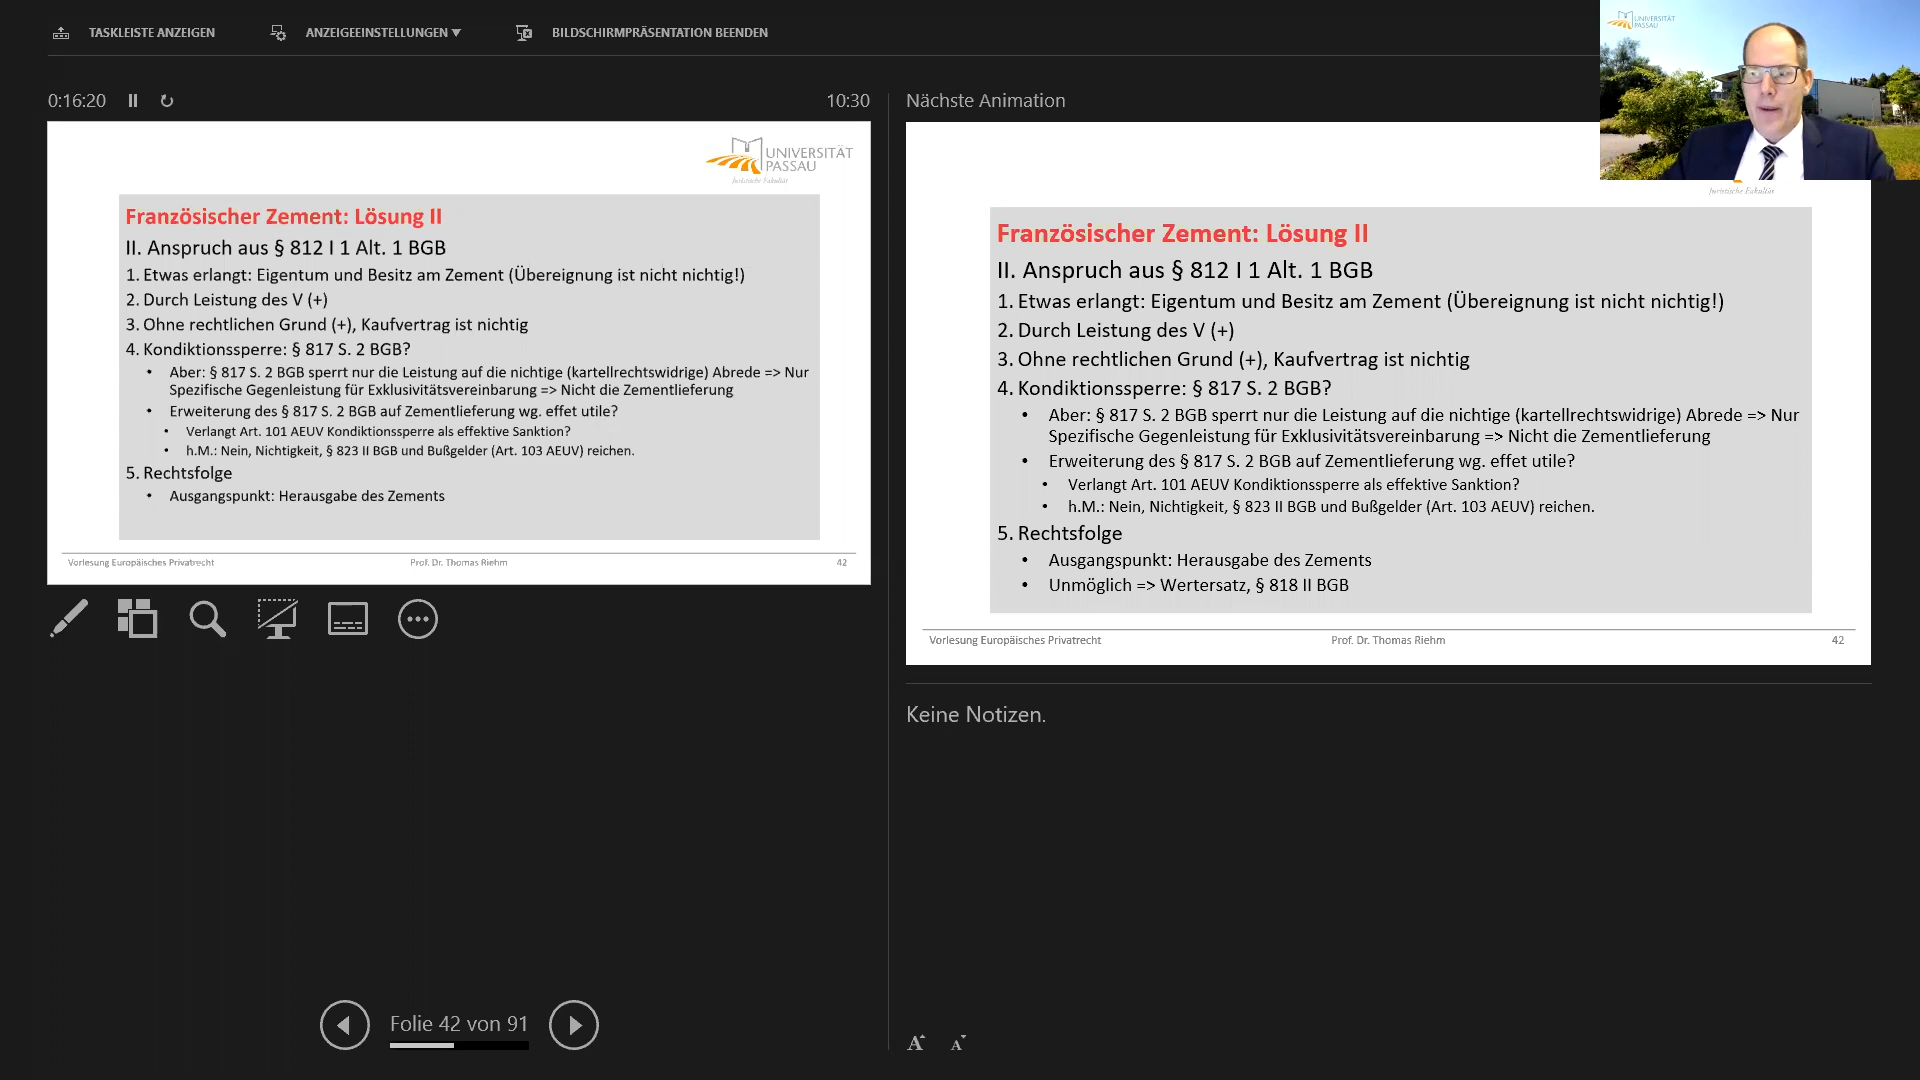 TASKLEISTE ANZEIGEN
ANZEIGEEINSTELLUNGEN ▼
BILDSCHIRMPRÄSENTATION BEENDEN
UNIVERSITÄT
PASSAU
0:16:20
10:30
UNIVERSITÄT
PASSAU
Juristische Fakultät
Französischer Zement: Lösung II
II. Anspruch aus § 812 I 1 Alt. 1 BGB
1. Etwas erlangt: Eigentum und Besitz am Zement (Übereignung ist nicht nichtig!)
2. Durch Leistung des V (+)
3. Ohne rechtlichen Grund (+), Kaufvertrag ist nichtig
4. Kondiktionssperre: § 817 S. 2 BGB?
• Aber: § 817 S. 2 BGB sperrt nur die Leistung auf die nichtige (kartellrechtswidrige) Abrede => Nur
Spezifische Gegenleistung für Exklusivitätsvereinbarung => Nicht die Zementlieferung
• Erweiterung des § 817 S. 2 BGB auf Zementlieferung wg. effet utile?
• Verlangt Art. 101 AEUV Kondiktionssperre als effektive Sanktion?
• h.M.: Nein, Nichtigkeit, § 823 II BGB und Bußgelder (Art. 103 AEUV) reichen.
5. Rechtsfolge
• Ausgangspunkt: Herausgabe des Zements
Vorlesung Europäisches Privatrecht
Prof. Dr. Thomas Riehm
42
Folie 42 von 91
Nächste Animation
Juristische Fakultät
Französischer Zement: Lösung II
II. Anspruch aus § 812 I 1 Alt. 1 BGB
1. Etwas erlangt: Eigentum und Besitz am Zement (Übereignung ist nicht nichtig!)
2. Durch Leistung des V (+)
3. Ohne rechtlichen Grund (+), Kaufvertrag ist nichtig
4. Kondiktionssperre: § 817 S. 2 BGB?
• Aber: § 817 S. 2 BGB sperrt nur die Leistung auf die nichtige (kartellrechtswidrige) Abrede => Nur
Spezifische Gegenleistung für Exklusivitätsvereinbarung => Nicht die Zementlieferung
• Erweiterung des § 817 S. 2 BGB auf Zementlieferung wg. effet utile?
• Verlangt Art. 101 AEUV Kondiktionssperre als effektive Sanktion?
• h.M.: Nein, Nichtigkeit, § 823 II BGB und Bußgelder (Art. 103 AEUV) reichen.
5. Rechtsfolge
• Ausgangspunkt: Herausgabe des Zements
• Unmöglich => Wertersatz, § 818 II BGB
Vorlesung Europäisches Privatrecht
Prof. Dr. Thomas Riehm
42
Keine Notizen.
A A